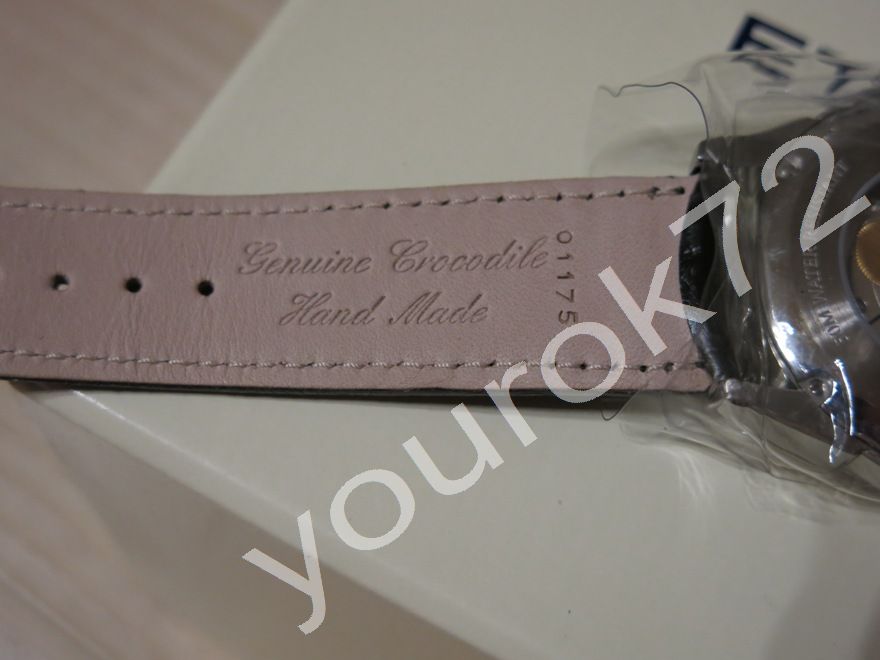 Genuine Crocodile
Hand Made
01175
yourok72